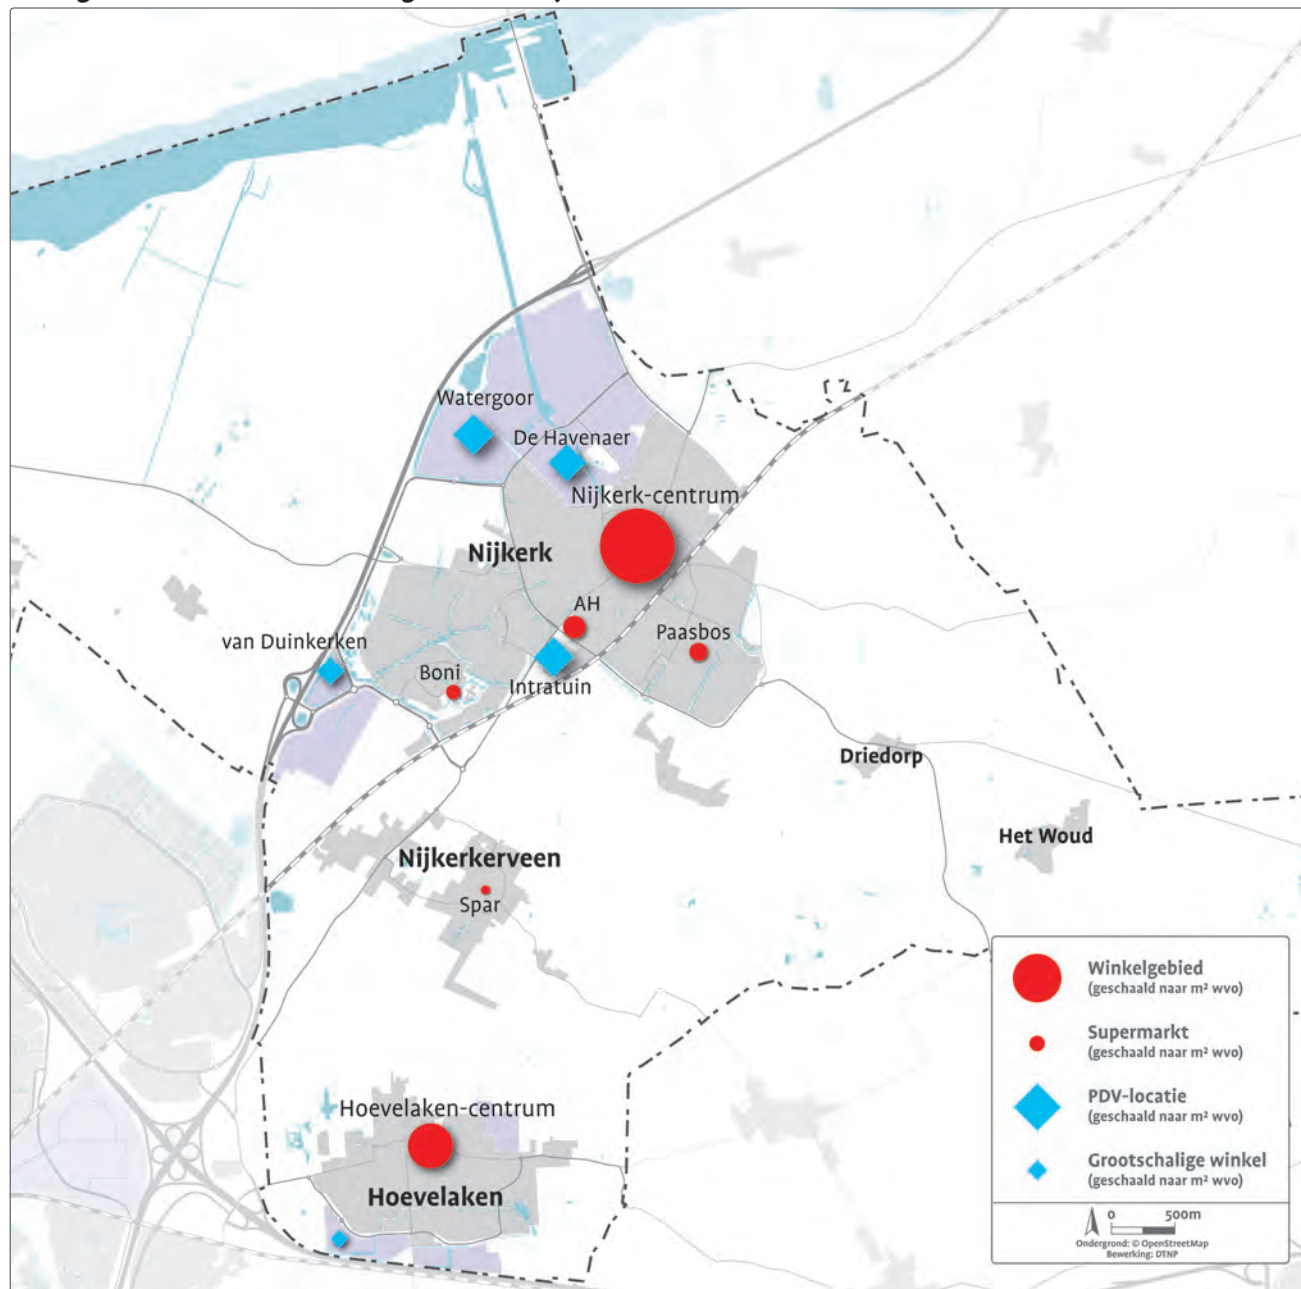 Watergoor
De Havenaer
Nijkerk-centrum
Nijkerk
AH
van Duinkerken
Paasbos
Boni
Intratuin
Driedorp
Het Woud
Nijkerkerveen
Spar
Hoevelaken-centrum
Hoevelaken
Winkelgebied
(geschaald naar m² wvo)
Supermarkt
(geschaald naar m² wvo)
PDV-locatie
(geschaald naar m² wvo)
Grootschalige winkel
(geschaald naar m² wvo)
0 500m
Ondergrond: © OpenStreetMap
Bewerking: DTNP